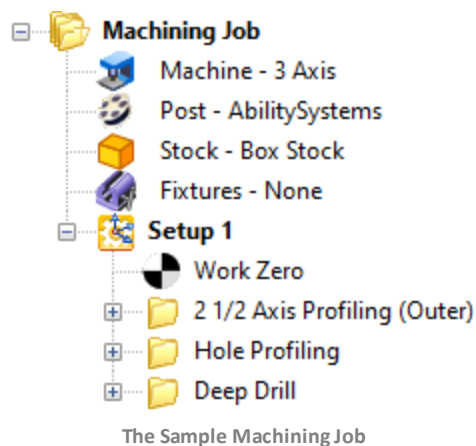 Machining Job
Machine - 3 Axis
Post - AbilitySystems
Stock - Box Stock
Fixtures - None
Setup 1
Work Zero
2 1/2 Axis Profiling (Outer)
Hole Profiling
Deep Drill
The Sample Machining Job